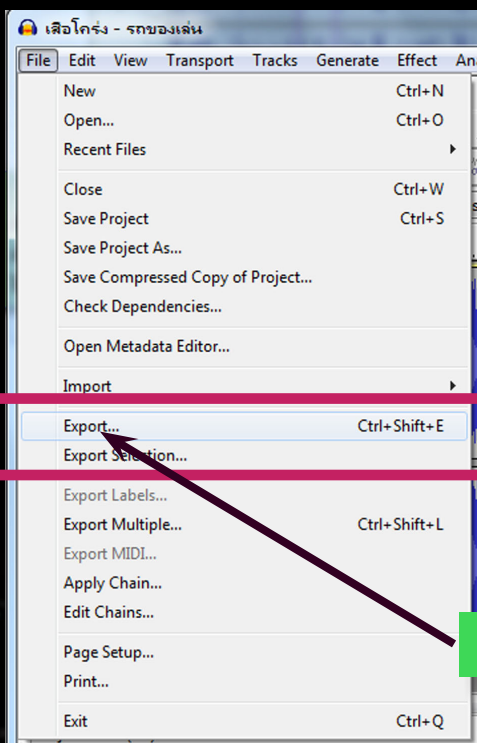 เสือโคร่ง - รถของเล่น
File Edit View Transport Tracks Generate Effect
New Ctrl+N
Open... Ctrl+O
Recent Files
Close Ctrl+W
Save Project Ctrl+S
Save Project As...
Save Compressed Copy of Project...
Check Dependencies...
Open Metadata Editor...
Import
Export... Ctrl+Shift+E
Export Selection...
Export Labels...
Export Multiple... Ctrl+Shift+L
Export MIDI...
Apply Chain...
Edit Chains...
Page Setup...
Print...
Exit Ctrl+Q